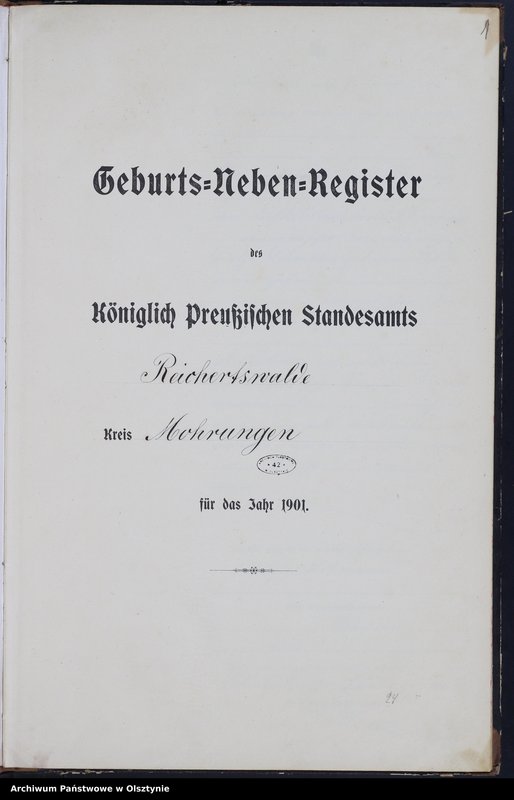 1
Geburts=Neben=Register
des
Königlich Preußischen Standesamts
Reichertswalde
Kreis Mohrungen
* 42 *
für das Jahr 1901.
24
Archiwum Państwowe w Olsztynie